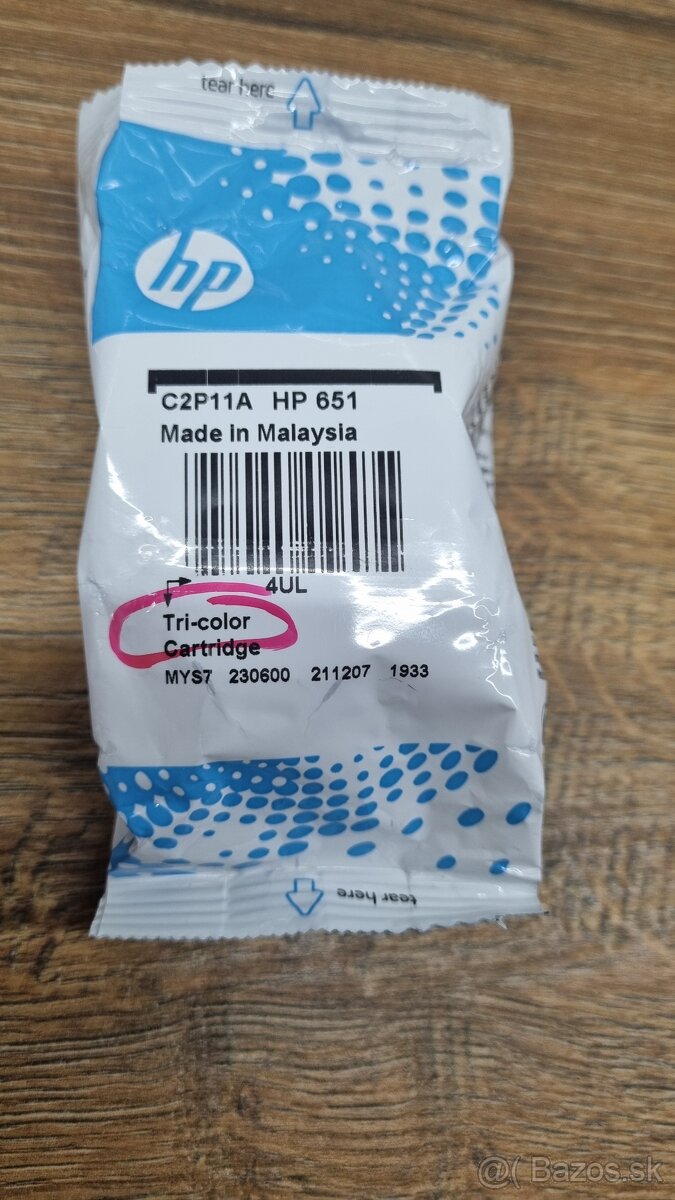 tear here
hp
C2P11A HP 651
Made in Malaysia
4UL
Tri-color
Cartridge
MYS7 230600 211207 1933
tear here
@( Bazos.sk